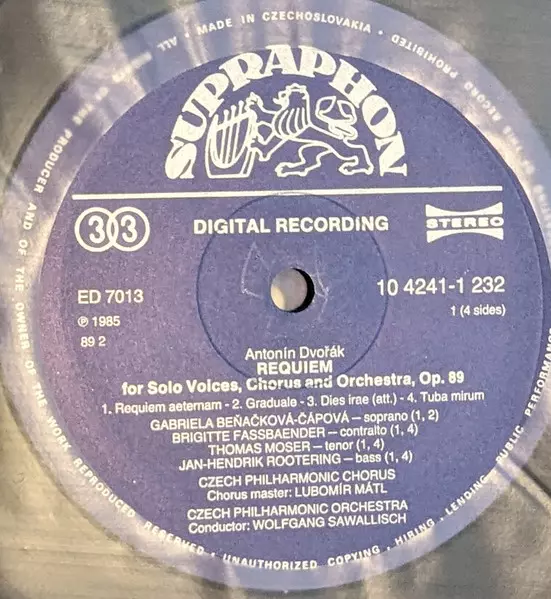 SUPRAPHON
33
DIGITAL RECORDING
STEREO
ED 7013
10 4241-1 232
℗ 1985
1 (4 sides)
89 2
Antonín Dvořák
REQUIEM
for Solo Voices, Chorus and Orchestra, Op. 89
1. Requiem aeternam - 2. Graduale - 3. Dies irae (att.) - 4. Tuba mirum
GABRIELA BEŇAČKOVÁ-ČÁPOVÁ – soprano (1, 2)
BRIGITTE FASSBAENDER – contralto (1, 4)
THOMAS MOSER – tenor (1, 4)
JAN-HENDRIK ROOTERING – bass (1, 4)
CZECH PHILHARMONIC CHORUS
Chorus master: LUBOMÍR MÁTL
CZECH PHILHARMONIC ORCHESTRA
Conductor: WOLFGANG SAWALLISCH
• MADE IN CZECHOSLOVAKIA • ALL RIGHTS OF THE PRODUCER AND OF THE OWNER OF THE WORK REPRODUCED RESERVED • UNAUTHORIZED COPYING, HIRING, LENDING, PUBLIC PERFORMANCE RECORD PROHIBITED